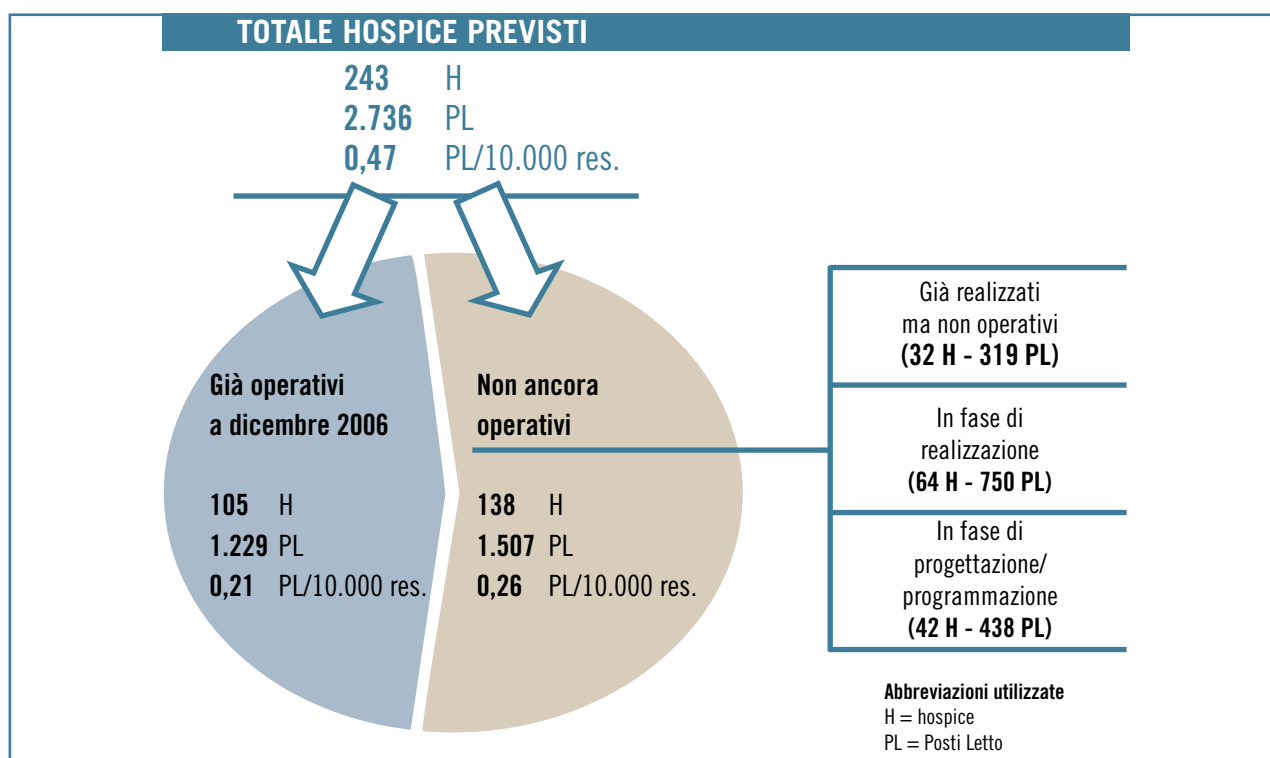 TOTALE HOSPICE PREVISTI
243 H
2.736 PL
0,47 PL/10.000 res.
Già operativi
a dicembre 2006
105 H
1.229 PL
0,21 PL/10.000 res.
Non ancora
operativi
138 H
1.507 PL
0,26 PL/10.000 res.
Già realizzati
ma non operativi
(32 H - 319 PL)
In fase di
realizzazione
(64 H - 750 PL)
In fase di
progettazione/
programmazione
(42 H - 438 PL)
Abbreviazioni utilizzate
H = hospice
PL = Posti Letto